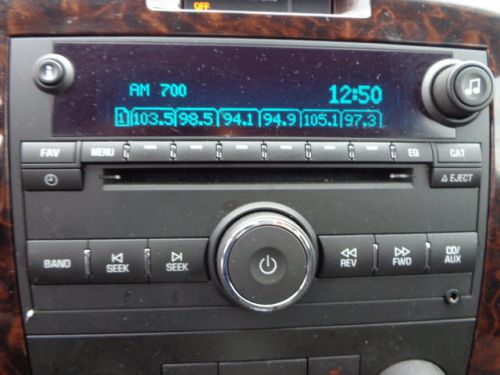 OFF
AM 700 12:50
1 103.5 98.5 94.1 94.9 105.1 97.3
FAV MENU EQ CAT
EJECT
BAND SEEK SEEK REV FWD CD/AUX